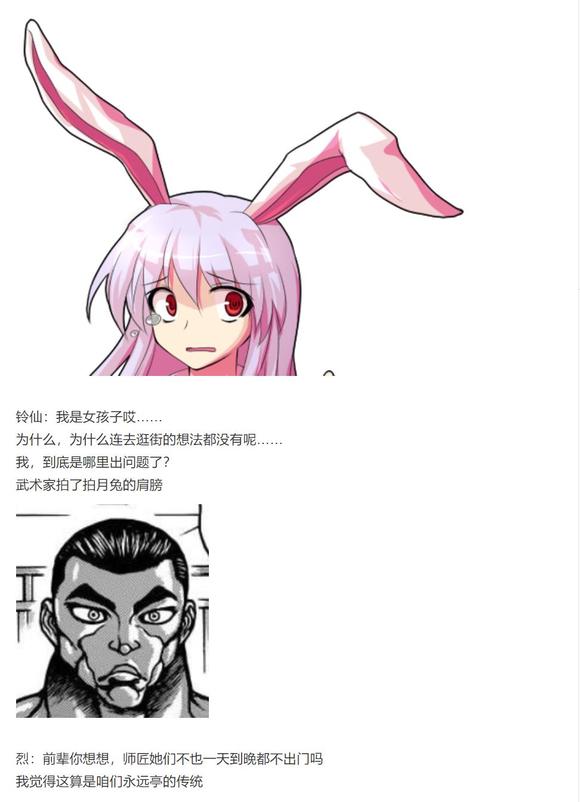 铃仙：我是女孩子哎……
为什么，为什么连去逛街的想法都没有呢……
我，到底是哪里出问题了？
武术家拍了拍月兔的肩膀
烈：前辈你想想，师匠她们不也一天到晚都不出门吗
我觉得这算是咱们永远亭的传统